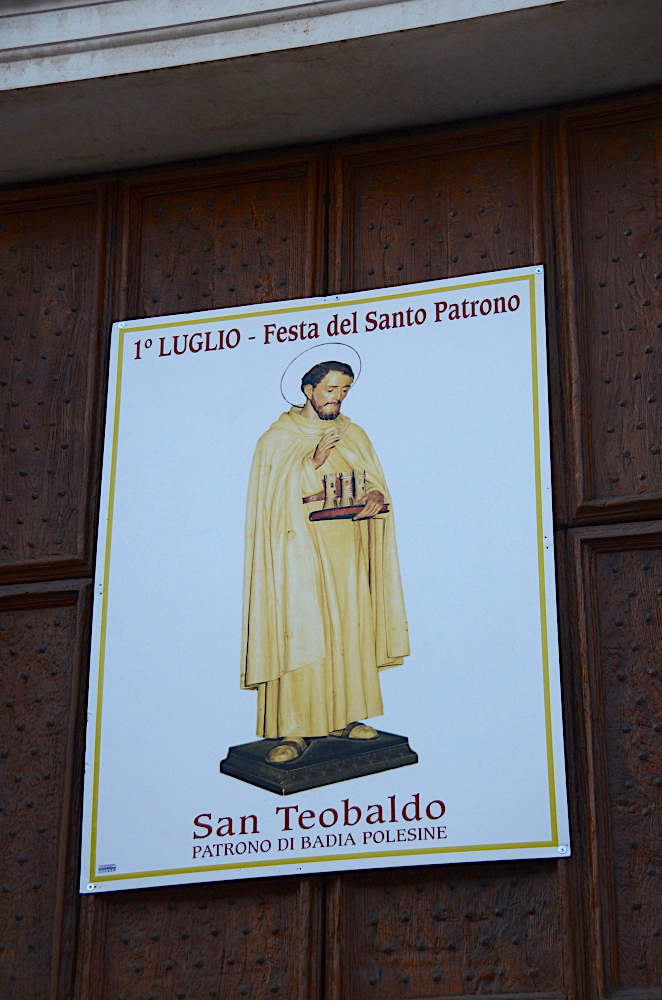 1º LUGLIO - Festa del Santo Patrono
San Teobaldo
PATRONO DI BADIA POLESINE